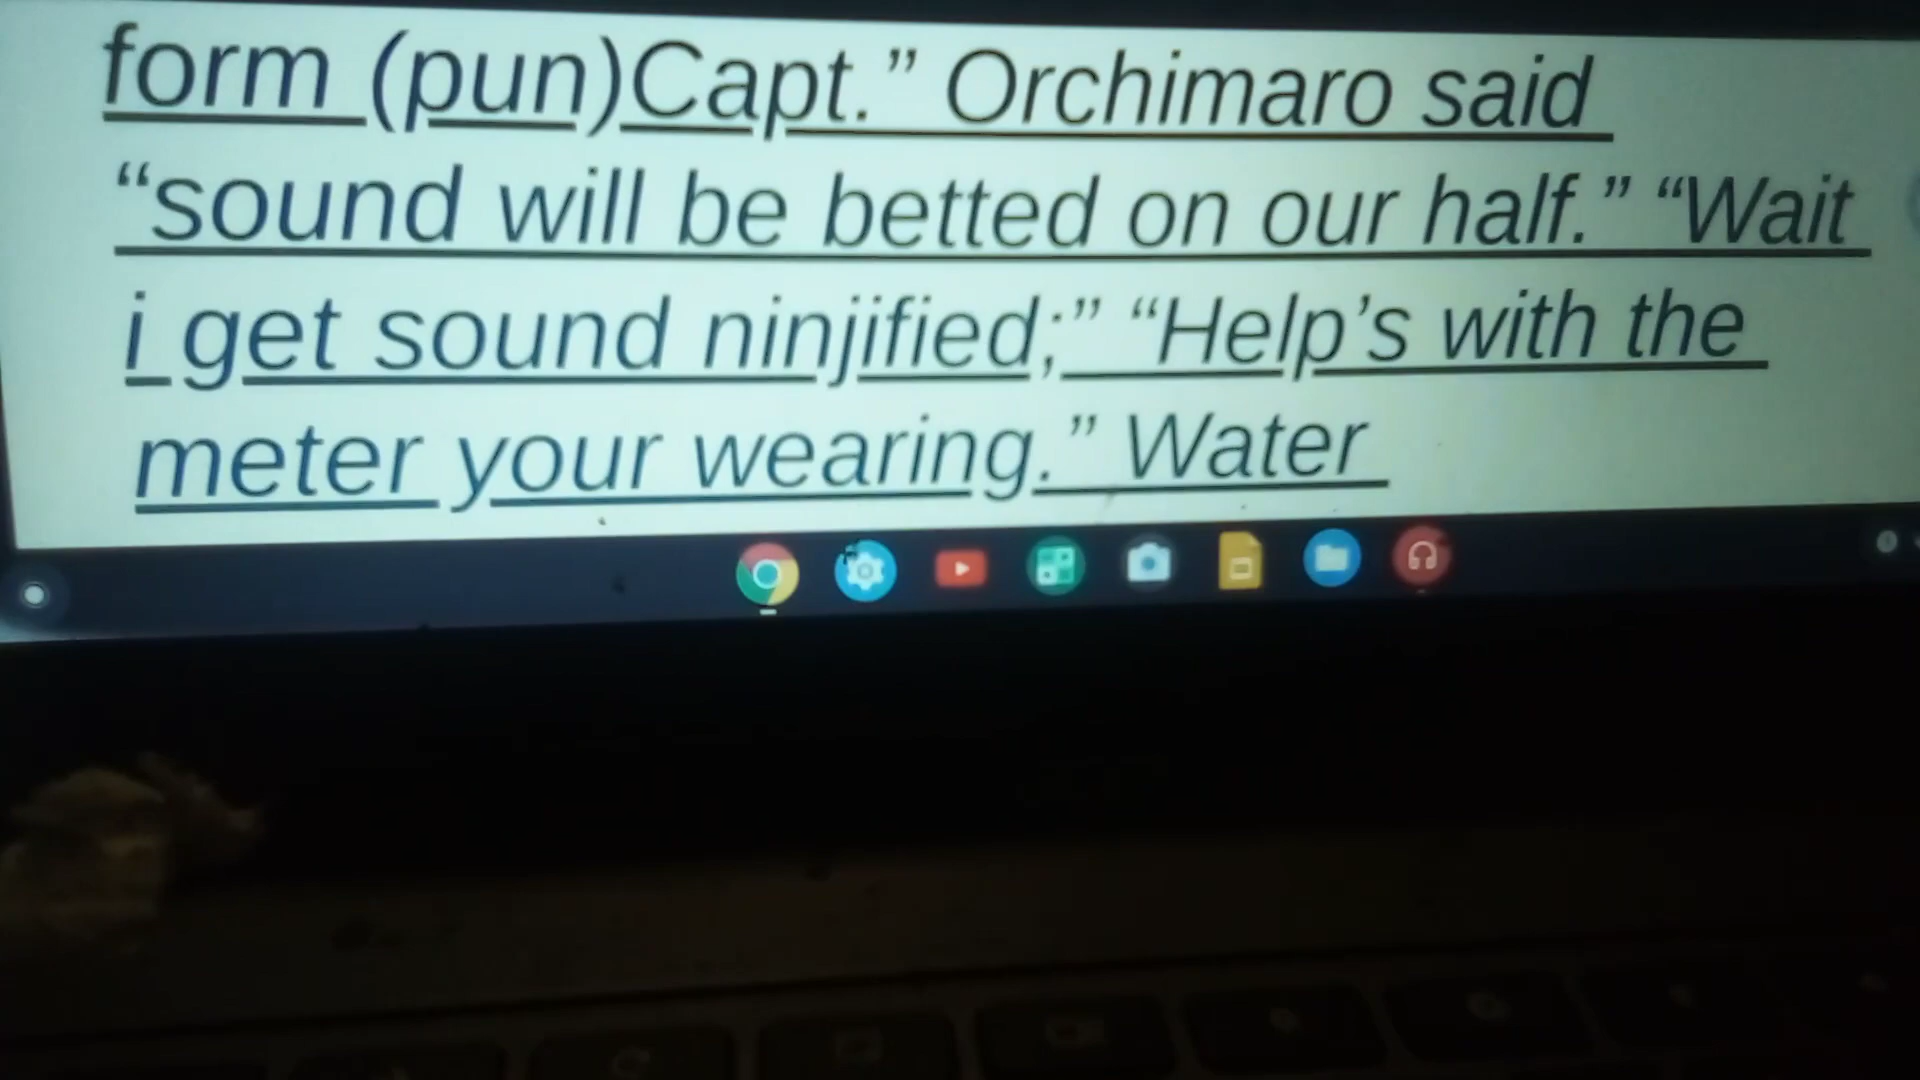 form (pun)Capt.” Orchimaro said
“sound will be betted on our half.” “Wait
i get sound ninjified;” “Help’s with the
meter your wearing.” Water